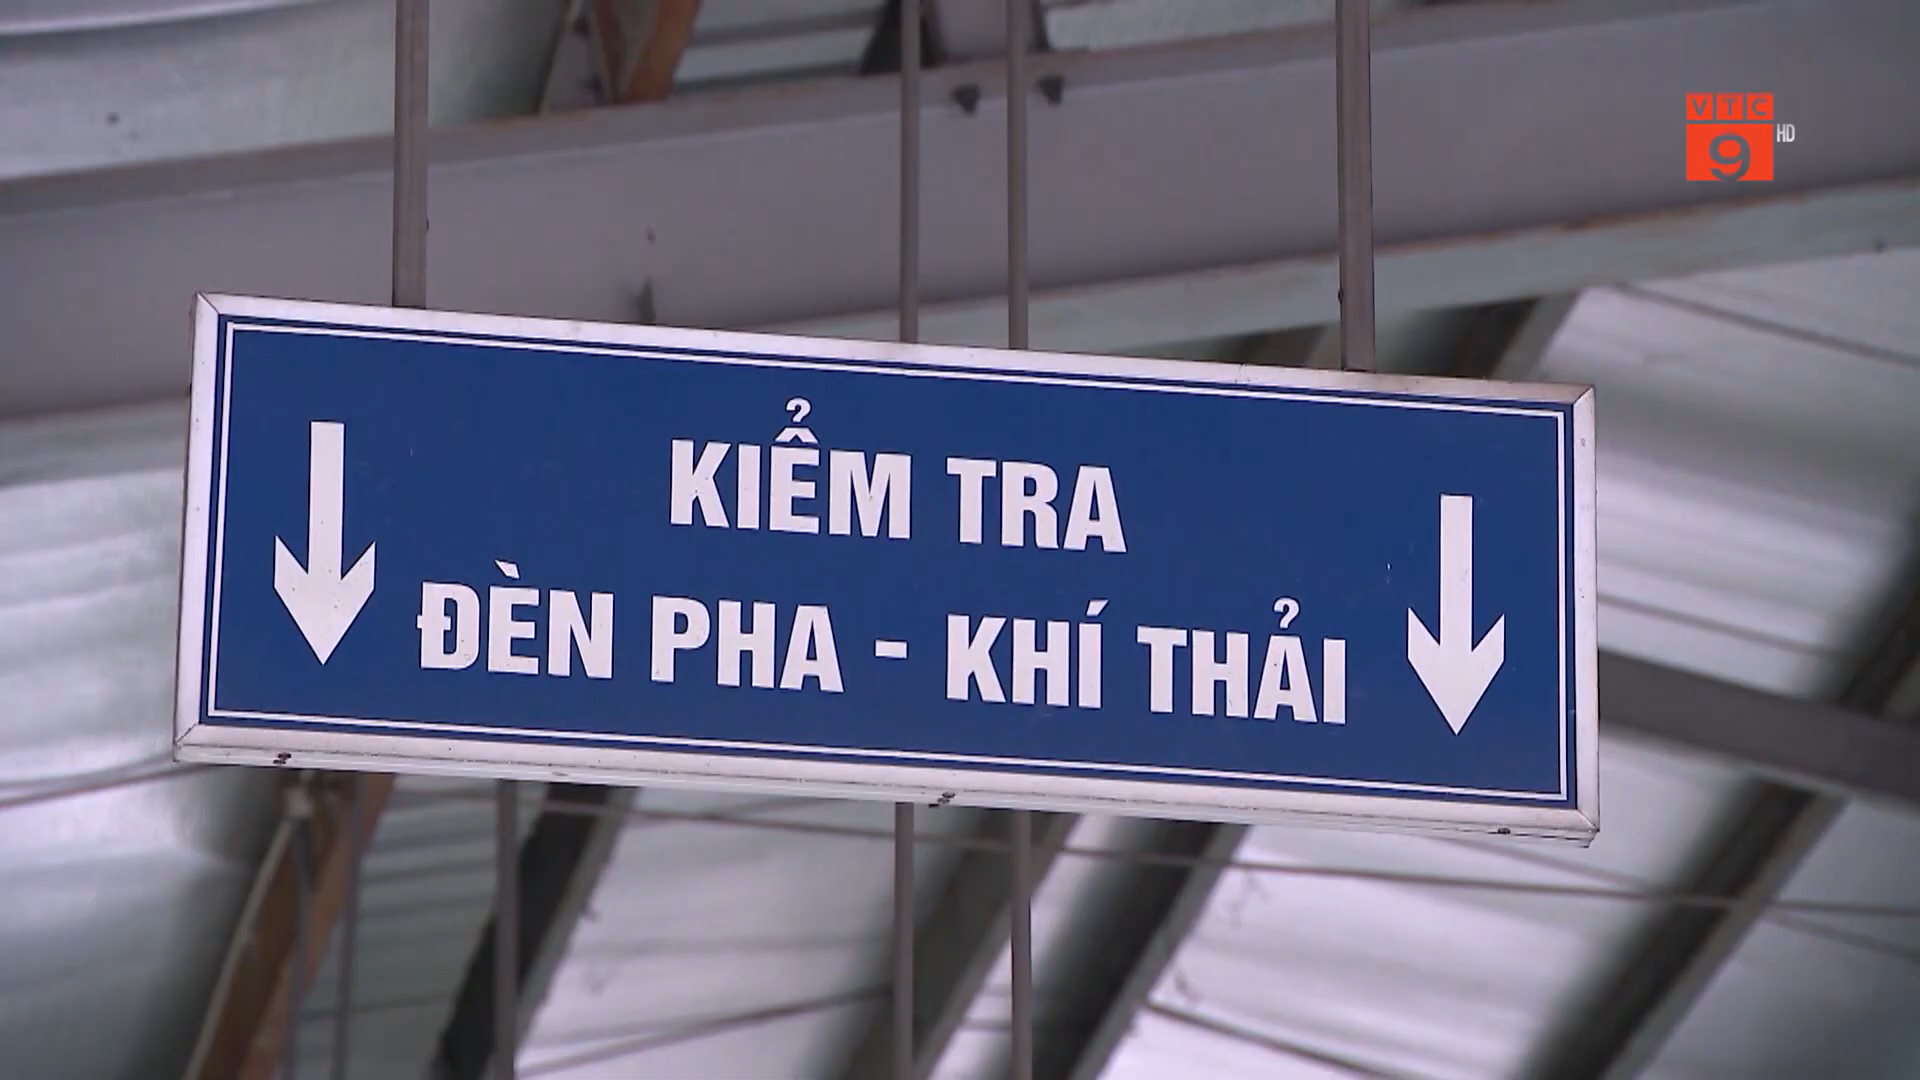 VTC
9 HD
KIỂM TRA
ĐÈN PHA - KHÍ THẢI